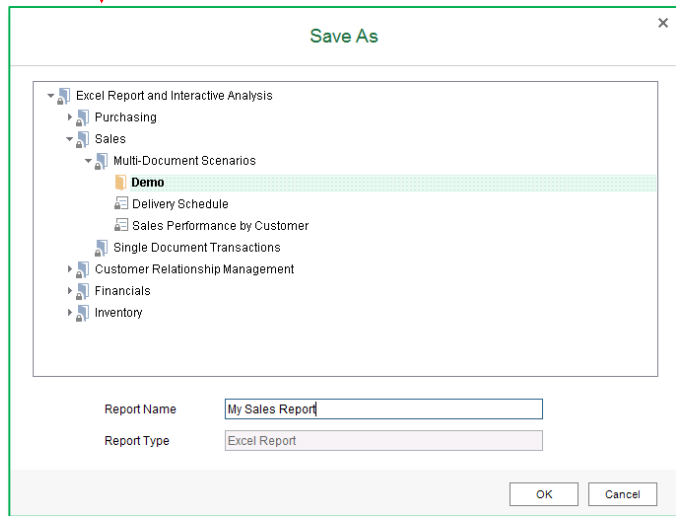 Save As
Excel Report and Interactive Analysis
Purchasing
Sales
Multi-Document Scenarios
Demo
Delivery Schedule
Sales Performance by Customer
Single Document Transactions
Customer Relationship Management
Financials
Inventory
Report Name My Sales Report
Report Type Excel Report
OK Cancel